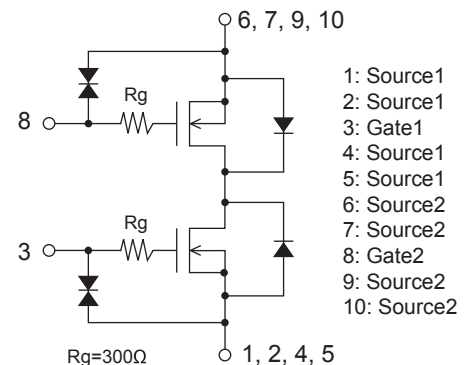 6, 7, 9, 10
Rg
8
Rg
3
Rg=300Ω
1, 2, 4, 5
1: Source1
2: Source1
3: Gate1
4: Source1
5: Source1
6: Source2
7: Source2
8: Gate2
9: Source2
10: Source2